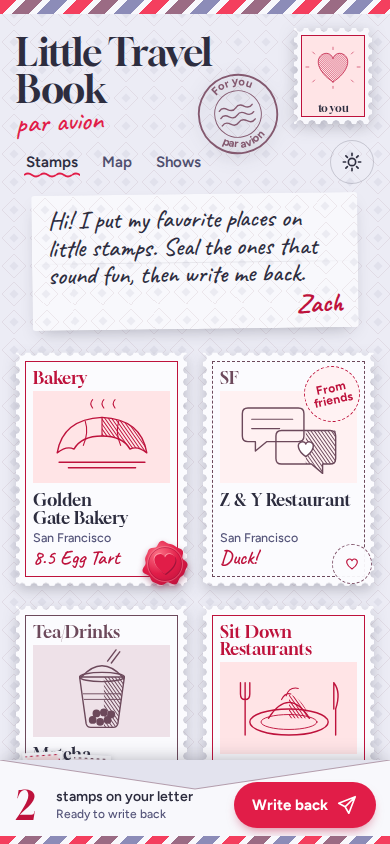 Little Travel
Book
par avion
For you
par avion
to you
Stamps
Map
Shows
Hi! I put my favorite places on
little stamps. Seal the ones that
sound fun, then write me back.
Zach
Bakery
Golden
Gate Bakery
San Francisco
8.5 Egg Tart
SF
From
friends
Z & Y Restaurant
San Francisco
Duck!
Tea/Drinks
Matcha
Sit Down
Restaurants
2
stamps on your letter
Ready to write back
Write back